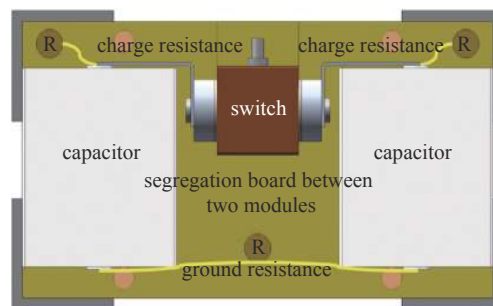 R charge resistance charge resistance R
switch
capacitor capacitor
segregation board between
two modules
R
ground resistance